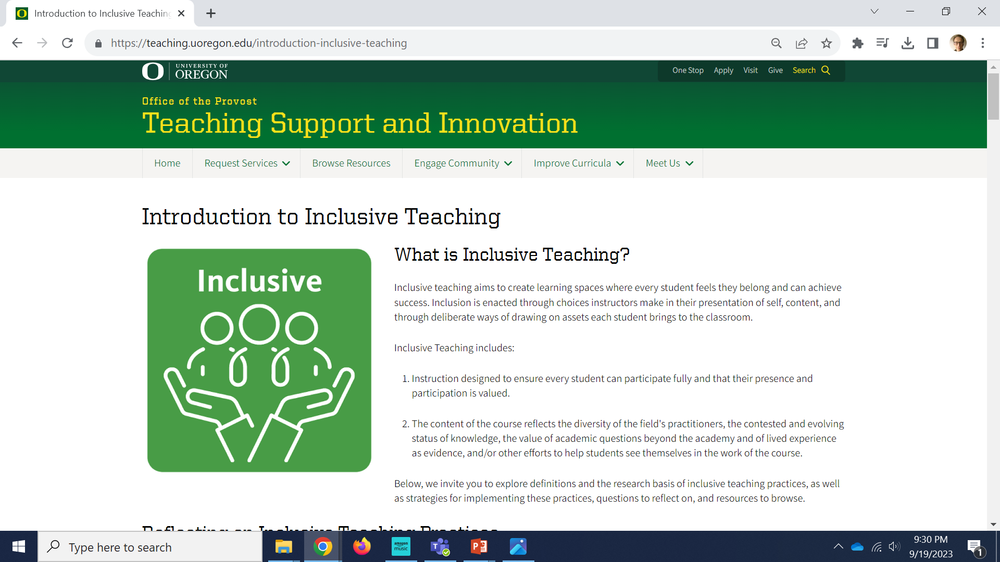 Introduction to Inclusive Teaching
https://teaching.uoregon.edu/introduction-inclusive-teaching
UNIVERSITY OF
OREGON
One Stop Apply Visit Give Search
Office of the Provost
Teaching Support and Innovation
Home Request Services Browse Resources Engage Community Improve Curricula Meet Us
Introduction to Inclusive Teaching
Inclusive
What is Inclusive Teaching?
Inclusive teaching aims to create learning spaces where every student feels they belong and can achieve
success. Inclusion is enacted through choices instructors make in their presentation of self, content, and
through deliberate ways of drawing on assets each student brings to the classroom.
Inclusive Teaching includes:
1. Instruction designed to ensure every student can participate fully and that their presence and
participation is valued.
2. The content of the course reflects the diversity of the field's practitioners, the contested and evolving
status of knowledge, the value of academic questions beyond the academy and of lived experience
as evidence, and/or other efforts to help students see themselves in the work of the course.
Below, we invite you to explore definitions and the research basis of inclusive teaching practices, as well
as strategies for implementing these practices, questions to reflect on, and resources to browse.
Reflecting on Inclusive Teaching Practices
Type here to search
amazon
music
9:30 PM
9/19/2023
1